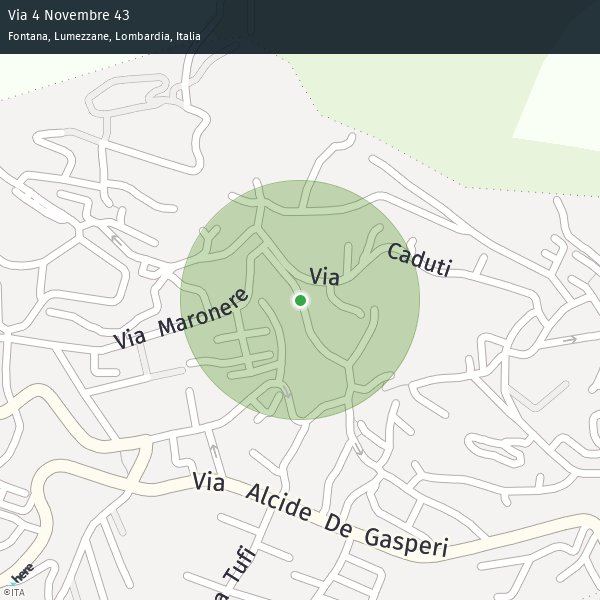 Via 4 Novembre 43
Fontana, Lumezzane, Lombardia, Italia
Via Caduti
Via Maronere
Via Alcide De Gasperi
a Tufi
here
©ITA